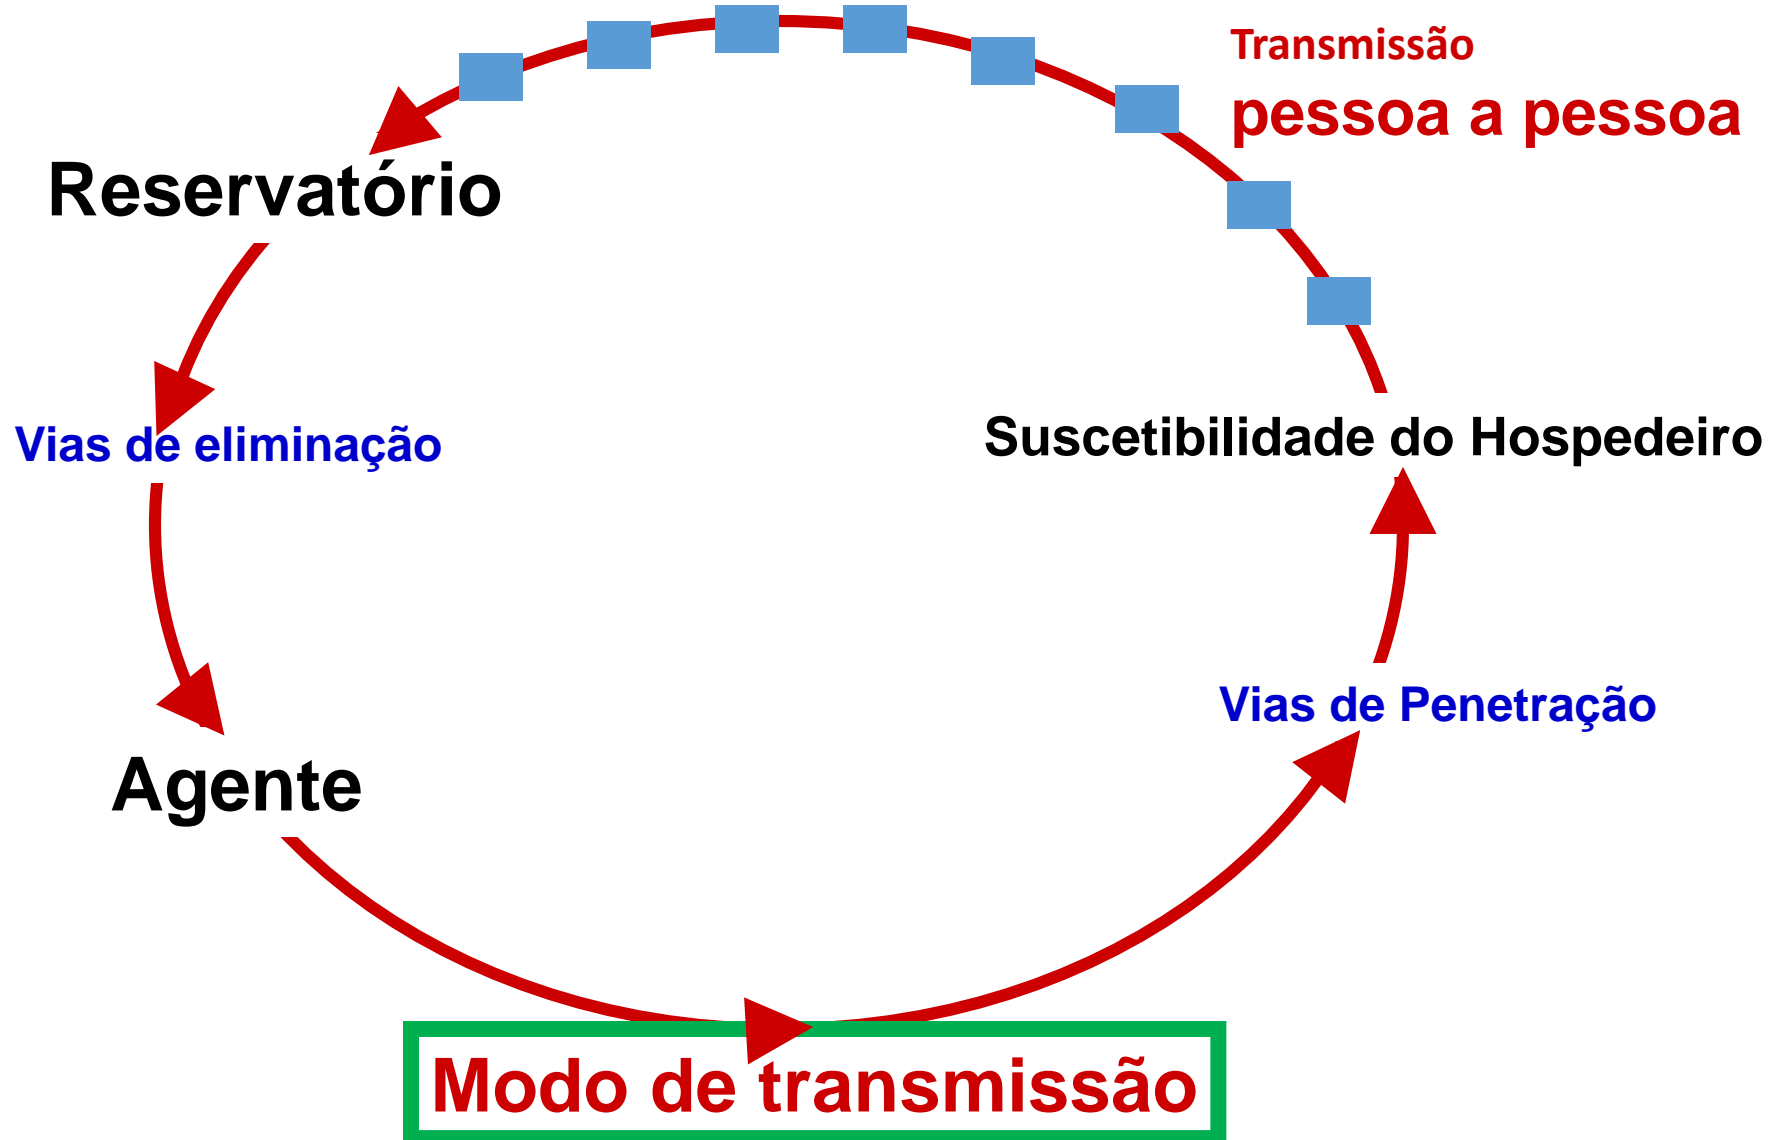 Transmissão
pessoa a pessoa
Reservatório
Vias de eliminação
Suscetibilidade do Hospedeiro
Vias de Penetração
Agente
Modo de transmissão